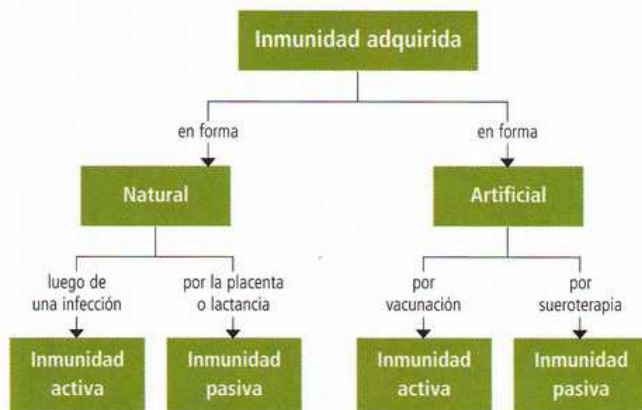 Inmunidad adquirida
en forma
en forma
Natural
Artificial
luego de
una infección
por la placenta
o lactancia
por
vacunación
por
sueroterapia
Inmunidad
activa
Inmunidad
pasiva
Inmunidad
activa
Inmunidad
pasiva